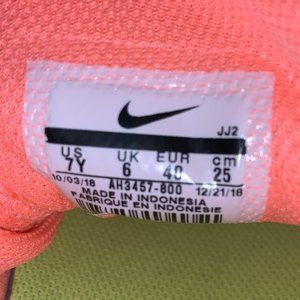 JJ2
US UK EUR cm
7Y 6 40 25
10/03/18 AH3457-800 12/21/18
MADE IN INDONESIA
FABRIQUE EN INDONESIE